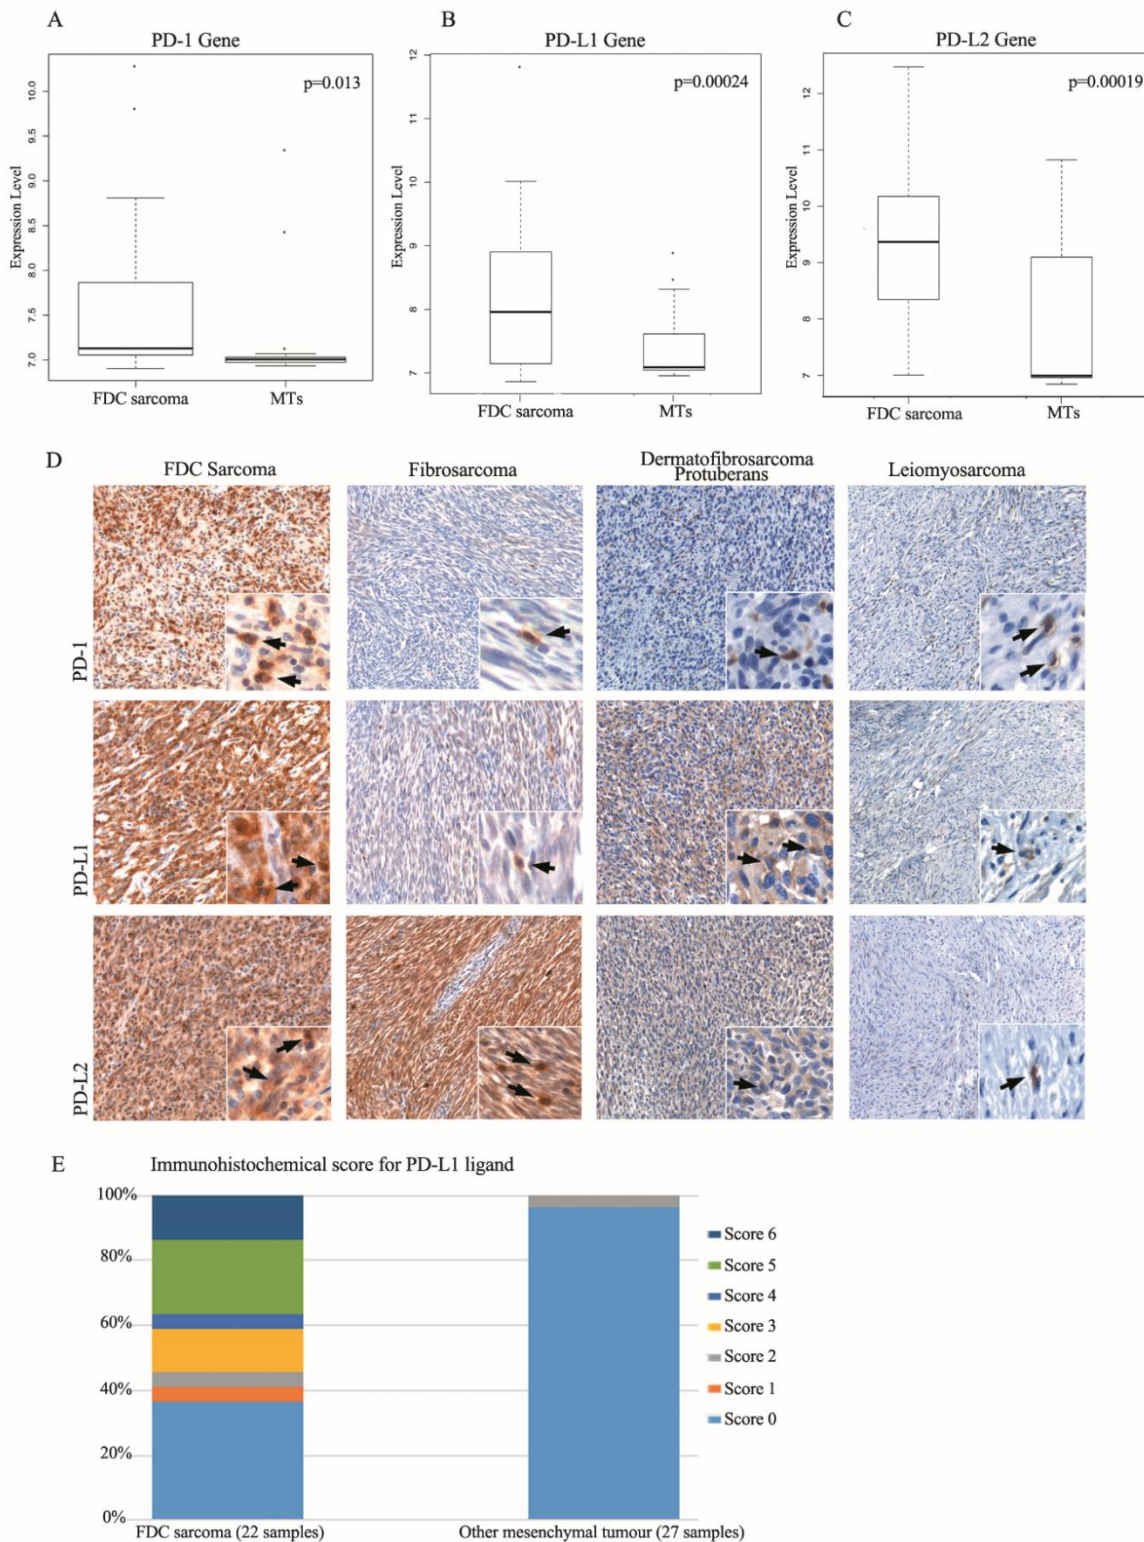 A
PD-1 Gene
p=0.013
Expression Level
10.0
9.5
9.0
8.5
8.0
7.5
7.0
FDC sarcoma
MTs
B
PD-L1 Gene
p=0.00024
Expression Level
12
11
10
9
8
7
FDC sarcoma
MTs
C
PD-L2 Gene
p=0.00019
Expression Level
12
11
10
9
8
7
FDC sarcoma
MTs
D
FDC Sarcoma
Fibrosarcoma
Dermatofibrosarcoma
Protuberans
Leiomyosarcoma
PD-1
PD-L1
PD-L2
E
Immunohistochemical score for PD-L1 ligand
100%
80%
60%
40%
20%
0%
FDC sarcoma (22 samples)
Other mesenchymal tumour (27 samples)
Score 6
Score 5
Score 4
Score 3
Score 2
Score 1
Score 0